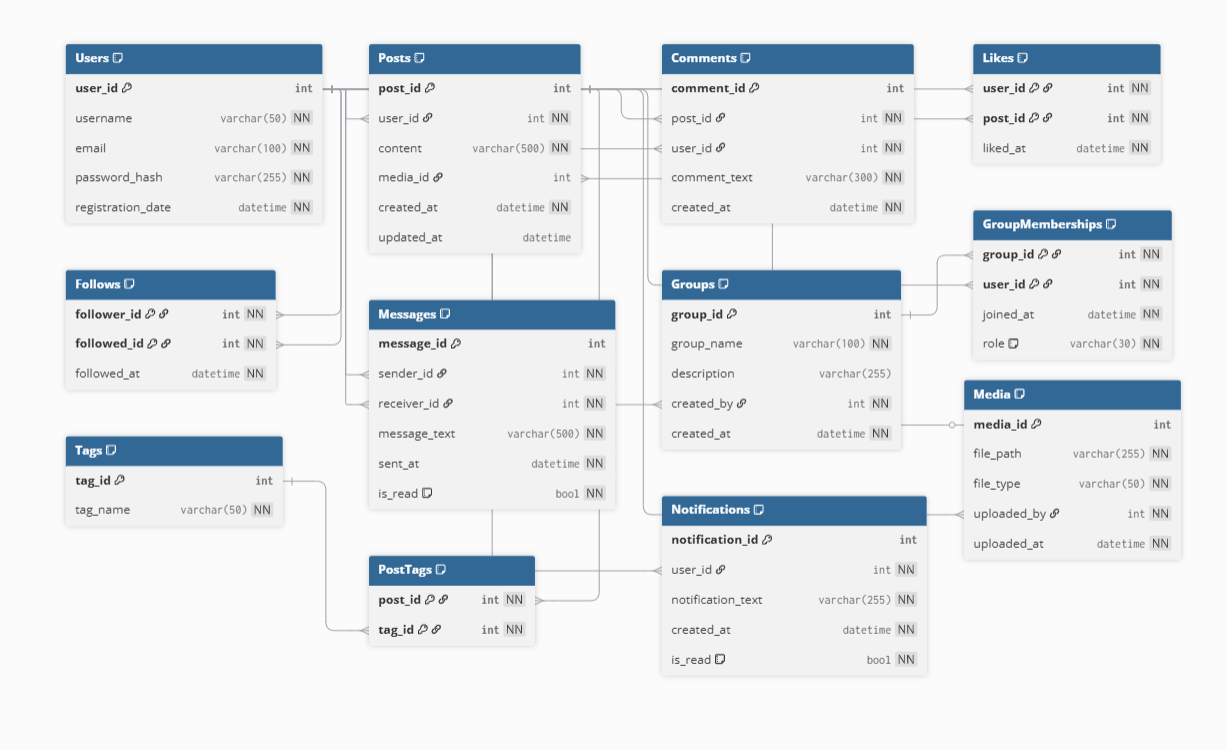 Users
user_id int
username varchar(50) NN
email varchar(100) NN
password_hash varchar(255) NN
registration_date datetime NN
Posts
post_id int
user_id int NN
content varchar(500) NN
media_id int
created_at datetime NN
updated_at datetime
Comments
comment_id int
post_id int NN
user_id int NN
comment_text varchar(300) NN
created_at datetime NN
Likes
user_id int NN
post_id int NN
liked_at datetime NN
GroupMemberships
group_id int NN
user_id int NN
joined_at datetime NN
role varchar(30) NN
Follows
follower_id int NN
followed_id int NN
followed_at datetime NN
Messages
message_id int
sender_id int NN
receiver_id int NN
message_text varchar(500) NN
sent_at datetime NN
is_read bool NN
Groups
group_id int
group_name varchar(100) NN
description varchar(255)
created_by int NN
created_at datetime NN
Media
media_id int
file_path varchar(255) NN
file_type varchar(50) NN
uploaded_by int NN
uploaded_at datetime NN
Tags
tag_id int
tag_name varchar(50) NN
PostTags
post_id int NN
tag_id int NN
Notifications
notification_id int
user_id int NN
notification_text varchar(255) NN
created_at datetime NN
is_read bool NN